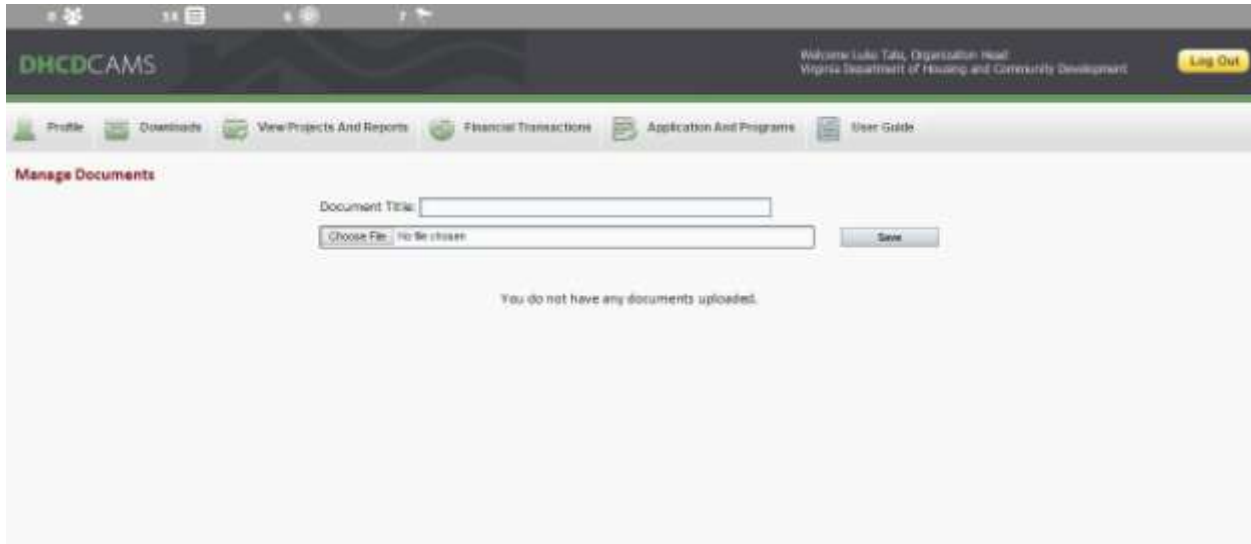 DHCDCAMS
Welcome Luke Tate, Organization Head
Virginia Department of Housing and Community Development
Log Out
Profile Downloads View Projects And Reports Financial Transactions Application And Programs User Guide
Manage Documents
Document Title:
Choose File No file chosen Save
You do not have any documents uploaded.